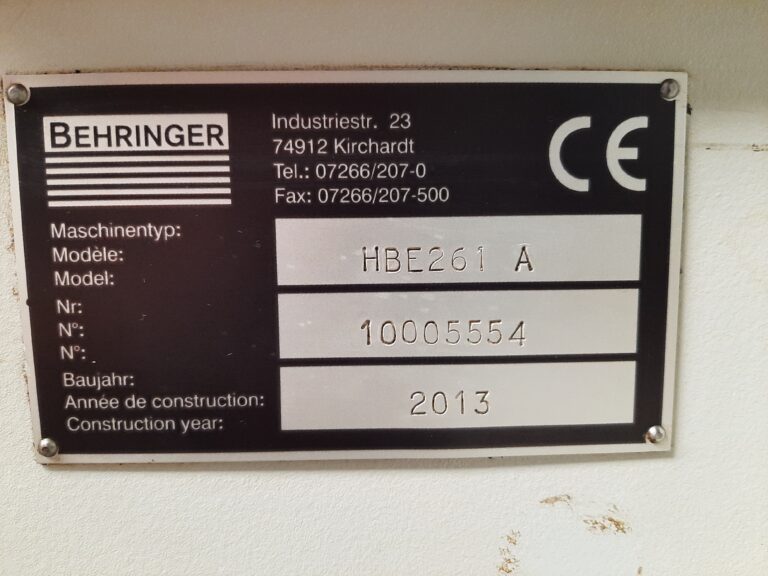 BEHRINGER
Industriestr. 23
74912 Kirchardt
Tel.: 07266/207-0
Fax: 07266/207-500
CE
Maschinentyp:
Modèle:
Model:
HBE261 A
Nr:
N°:
N°:
10005554
Baujahr:
Année de construction:
Construction year:
2013